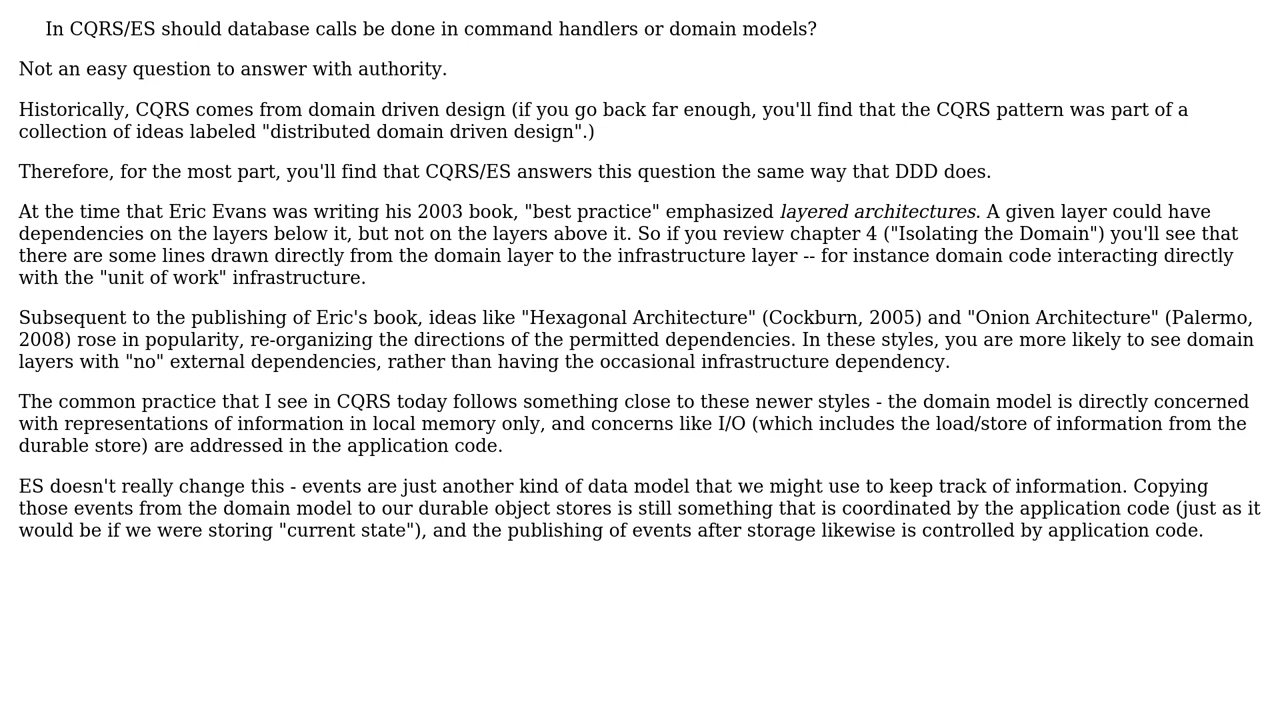 In CQRS/ES should database calls be done in command handlers or domain models?
Not an easy question to answer with authority.
Historically, CQRS comes from domain driven design (if you go back far enough, you'll find that the CQRS pattern was part of a
collection of ideas labeled "distributed domain driven design".)
Therefore, for the most part, you'll find that CQRS/ES answers this question the same way that DDD does.
At the time that Eric Evans was writing his 2003 book, "best practice" emphasized layered architectures. A given layer could have
dependencies on the layers below it, but not on the layers above it. So if you review chapter 4 ("Isolating the Domain") you'll see that
there are some lines drawn directly from the domain layer to the infrastructure layer -- for instance domain code interacting directly
with the "unit of work" infrastructure.
Subsequent to the publishing of Eric's book, ideas like "Hexagonal Architecture" (Cockburn, 2005) and "Onion Architecture" (Palermo,
2008) rose in popularity, re-organizing the directions of the permitted dependencies. In these styles, you are more likely to see domain
layers with "no" external dependencies, rather than having the occasional infrastructure dependency.
The common practice that I see in CQRS today follows something close to these newer styles - the domain model is directly concerned
with representations of information in local memory only, and concerns like I/O (which includes the load/store of information from the
durable store) are addressed in the application code.
ES doesn't really change this - events are just another kind of data model that we might use to keep track of information. Copying
those events from the domain model to our durable object stores is still something that is coordinated by the application code (just as it
would be if we were storing "current state"), and the publishing of events after storage likewise is controlled by application code.